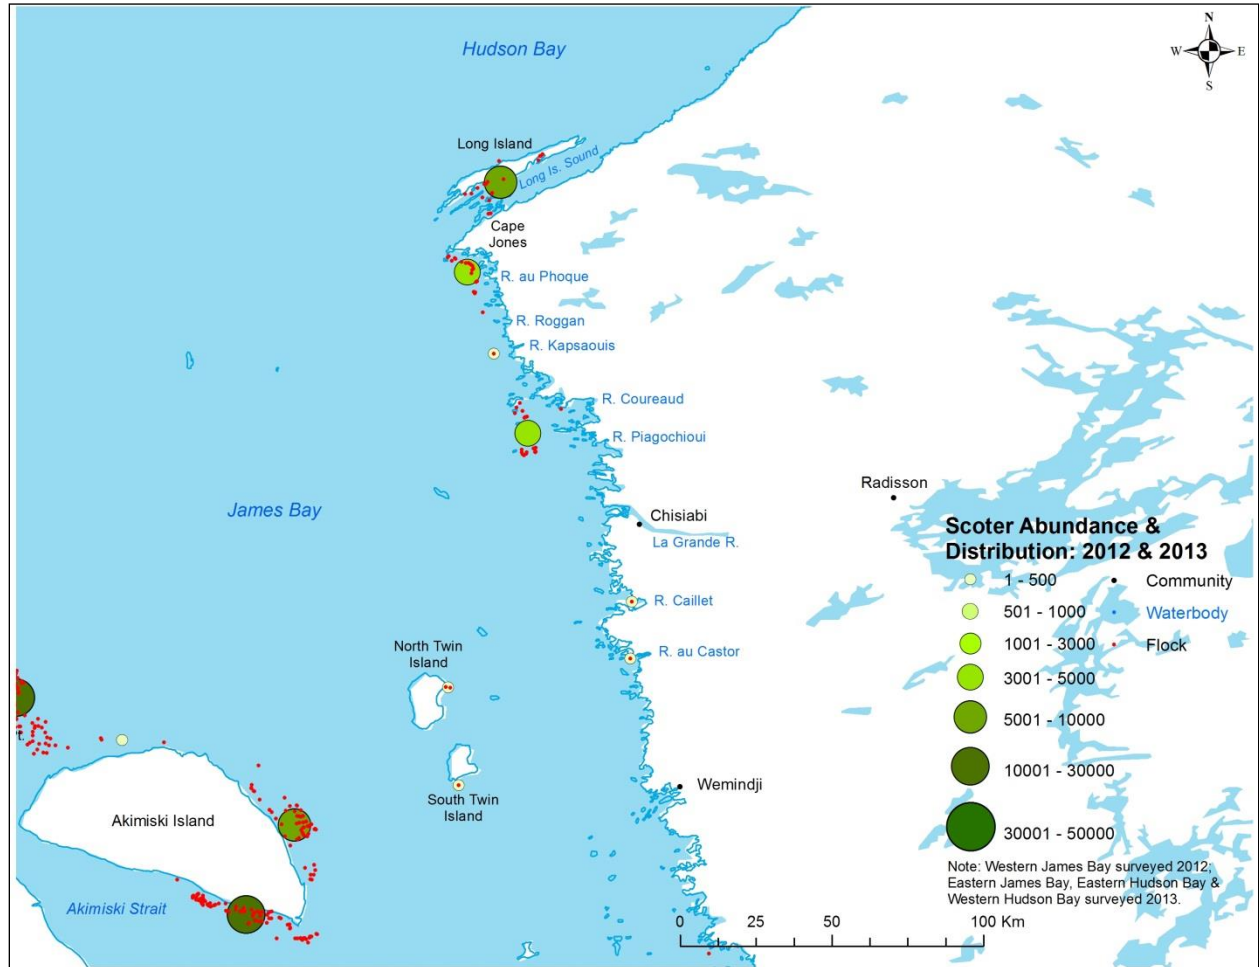 N
W
E
S
Hudson Bay
Long Island
Long Is. Sound
Cape
Jones
R. au Phoque
R. Roggan
R. Kapsaouis
R. Coureaud
R. Piagochioui
James Bay
Radisson
Chisiabi
La Grande R.
Scoter Abundance &
Distribution: 2012 & 2013
1 - 500
Community
501 - 1000
Waterbody
1001 - 3000
Flock
3001 - 5000
5001 - 10000
10001 - 30000
30001 - 50000
Note: Western James Bay surveyed 2012;
Eastern James Bay, Eastern Hudson Bay &
Western Hudson Bay surveyed 2013.
R. Caillet
R. au Castor
North Twin
Island
t.
Wemindji
South Twin
Island
Akimiski Island
Akimiski Strait
0 25 50 100 Km